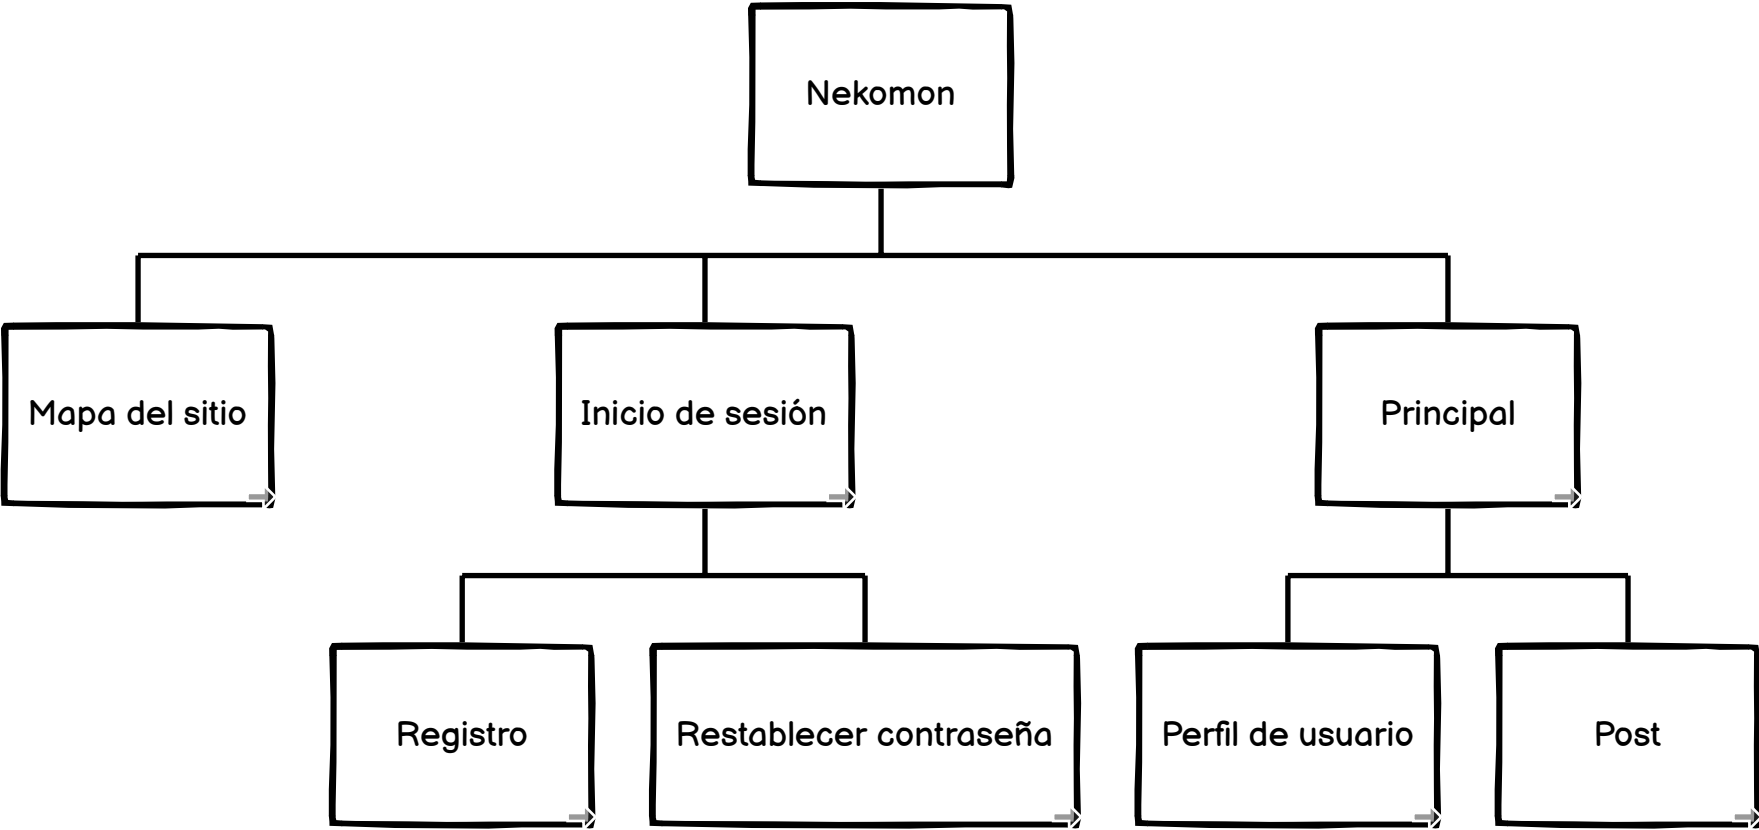 Nekomon
Mapa del sitio
Inicio de sesión
Principal
Registro
Restablecer contraseña
Perfil de usuario
Post